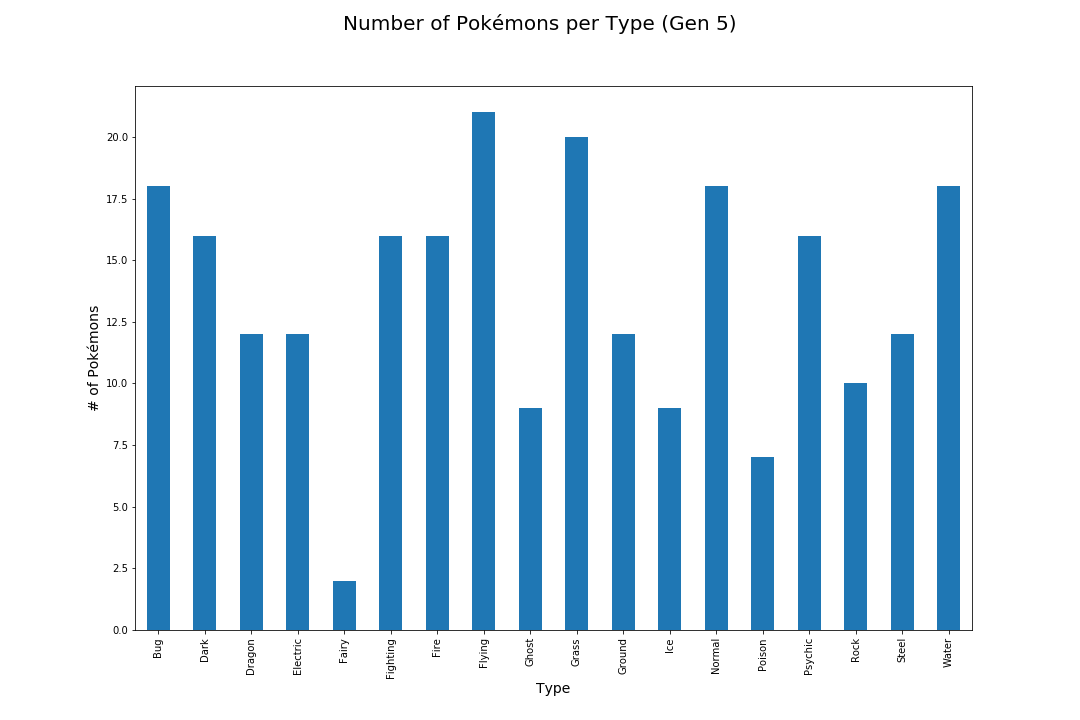 Number of Pokémons per Type (Gen 5)
# of Pokémons
20.0
17.5
15.0
12.5
10.0
7.5
5.0
2.5
0.0
Bug
Dark
Dragon
Electric
Fairy
Fighting
Fire
Flying
Ghost
Grass
Ground
Ice
Normal
Poison
Psychic
Rock
Steel
Water
Type